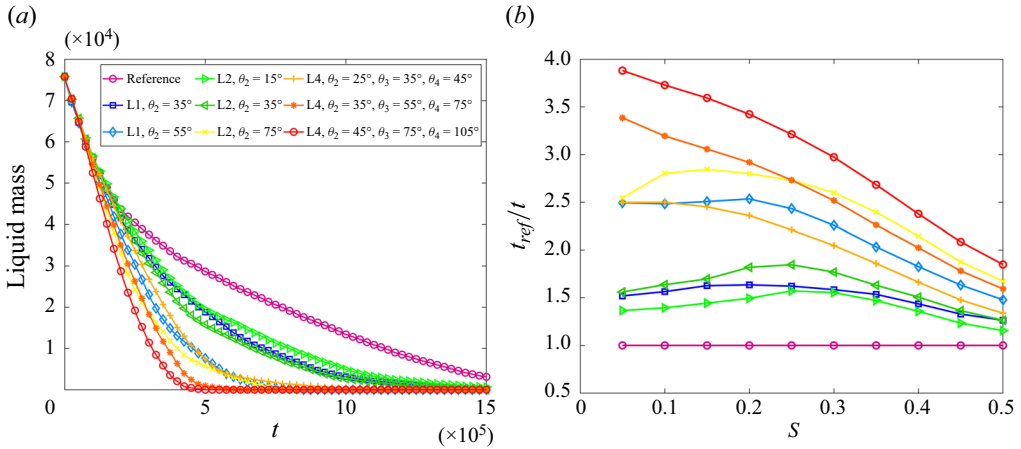 (a)
(×10⁴)
8
7
6
5
4
3
2
1
0
5
10
15
t
(×10⁵)
Liquid mass
Reference
L1, θ₂ = 35°
L1, θ₂ = 55°
L2, θ₂ = 15°
L2, θ₂ = 35°
L2, θ₂ = 75°
L4, θ₂ = 25°, θ₃ = 35°, θ₄ = 45°
L4, θ₂ = 35°, θ₃ = 55°, θ₄ = 75°
L4, θ₂ = 45°, θ₃ = 75°, θ₄ = 105°
(b)
4.0
3.5
3.0
2.5
2.0
1.5
1.0
0.5
0
0.1
0.2
0.3
0.4
0.5
S
t_ref/t